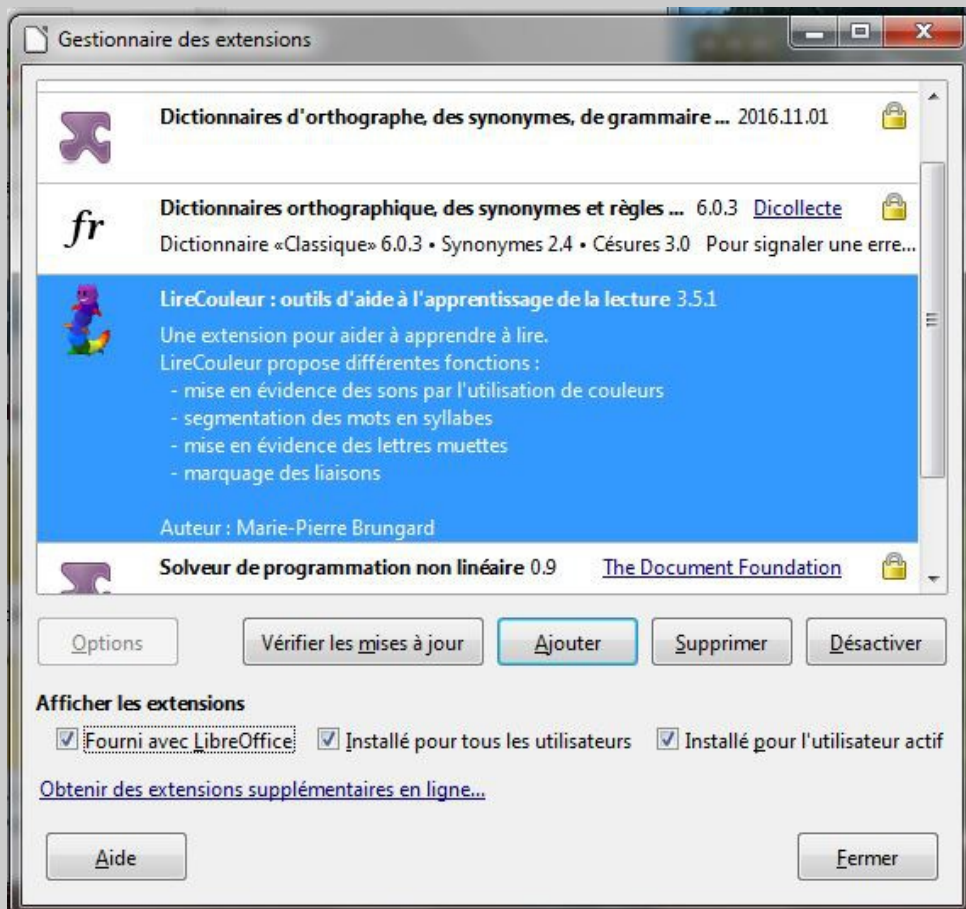 Gestionnaire des extensions
Dictionnaires d'orthographe, des synonymes, de grammaire ... 2016.11.01
fr
Dictionnaires orthographique, des synonymes et règles ... 6.0.3 Dicollecte
Dictionnaire «Classique» 6.0.3 • Synonymes 2.4 • Césures 3.0 Pour signaler une erre...
LireCouleur : outils d'aide à l'apprentissage de la lecture 3.5.1
Une extension pour aider à apprendre à lire.
LireCouleur propose différentes fonctions :
- mise en évidence des sons par l'utilisation de couleurs
- segmentation des mots en syllabes
- mise en évidence des lettres muettes
- marquage des liaisons
Auteur : Marie-Pierre Brungard
Solveur de programmation non linéaire 0.9 The Document Foundation
Options Vérifier les mises à jour Ajouter Supprimer Désactiver
Afficher les extensions
Fourni avec LibreOffice Installé pour tous les utilisateurs Installé pour l'utilisateur actif
Obtenir des extensions supplémentaires en ligne...
Aide Fermer